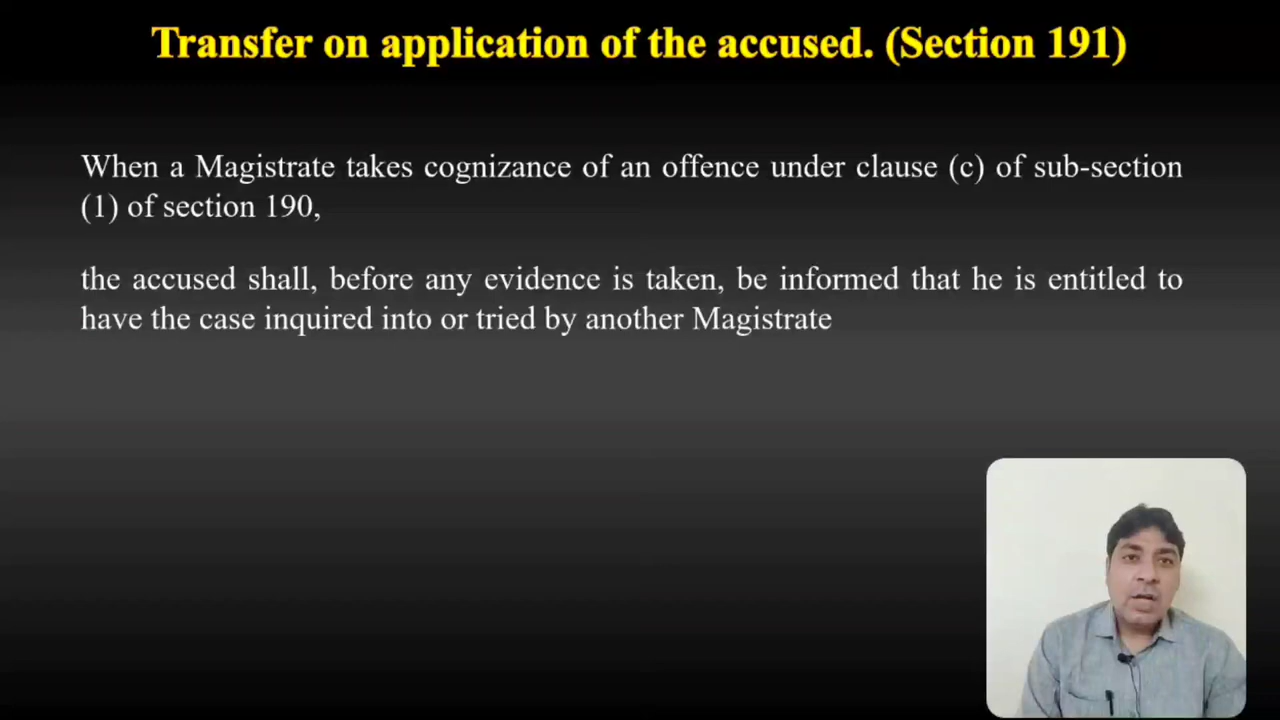 Transfer on application of the accused. (Section 191)
When a Magistrate takes cognizance of an offence under clause (c) of sub-section
(1) of section 190,
the accused shall, before any evidence is taken, be informed that he is entitled to
have the case inquired into or tried by another Magistrate